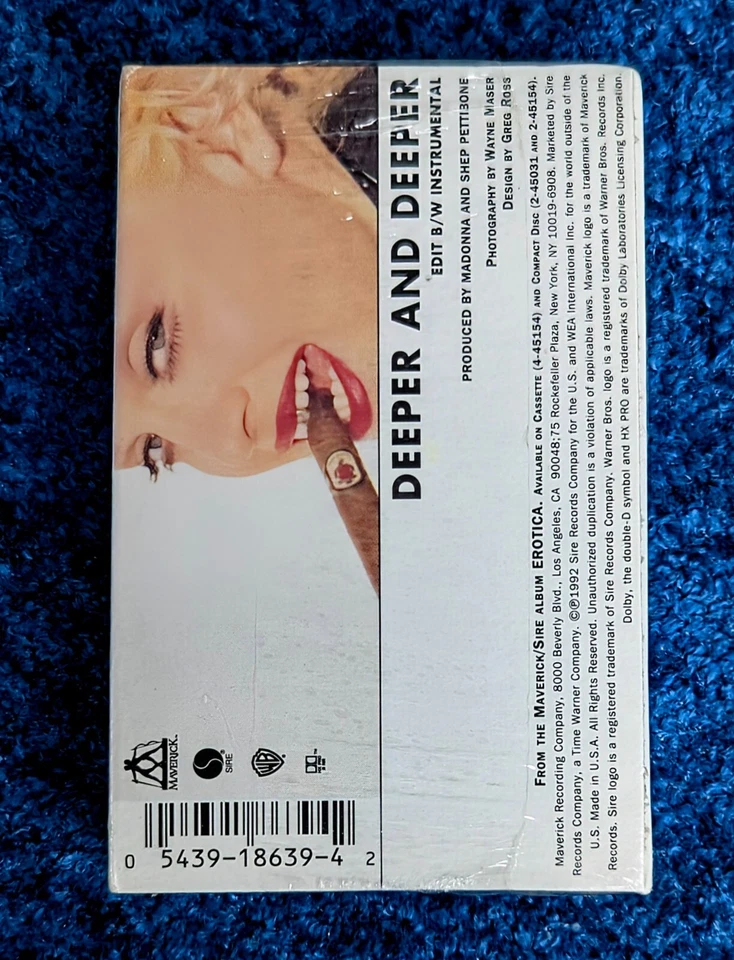 DEEPER AND DEEPER
EDIT B/W INSTRUMENTAL
PRODUCED BY MADONNA AND SHEP PETTIBONE
PHOTOGRAPHY BY WAYNE MASER
DESIGN BY GREG ROSS
FROM THE MAVERICK/SIRE ALBUM EROTICA. AVAILABLE ON CASSETTE (4-45154) AND COMPACT DISC (2-45031 AND 2-45154).
Maverick Recording Company, 8000 Beverly Blvd., Los Angeles, CA 90048;75 Rockefeller Plaza, New York, NY 10019-6908. Marketed by Sire
Records Company, a Time Warner Company. ©℗1992 Sire Records Company for the U.S. and WEA International Inc. for the world outside of the
U.S. Made in U.S.A. All Rights Reserved. Unauthorized duplication is a violation of applicable laws. Maverick logo is a trademark of Maverick
Records. Sire logo is a registered trademark of Sire Records Company. Warner Bros. logo is a registered trademark of Warner Bros. Records Inc.
Dolby, the double-D symbol and HX PRO are trademarks of Dolby Laboratories Licensing Corporation.
MAVERICK
SIRE
WB
0 5439-18639-4 2